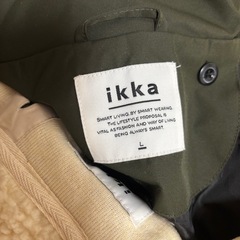 ikka
SMART LIVING, BY SMART WEARING.
THE LIFESTYLE PROPOSAL IS
VITAL AS FASHION AND WAY OF LIVING
BEING ALWAYS SMART.
L